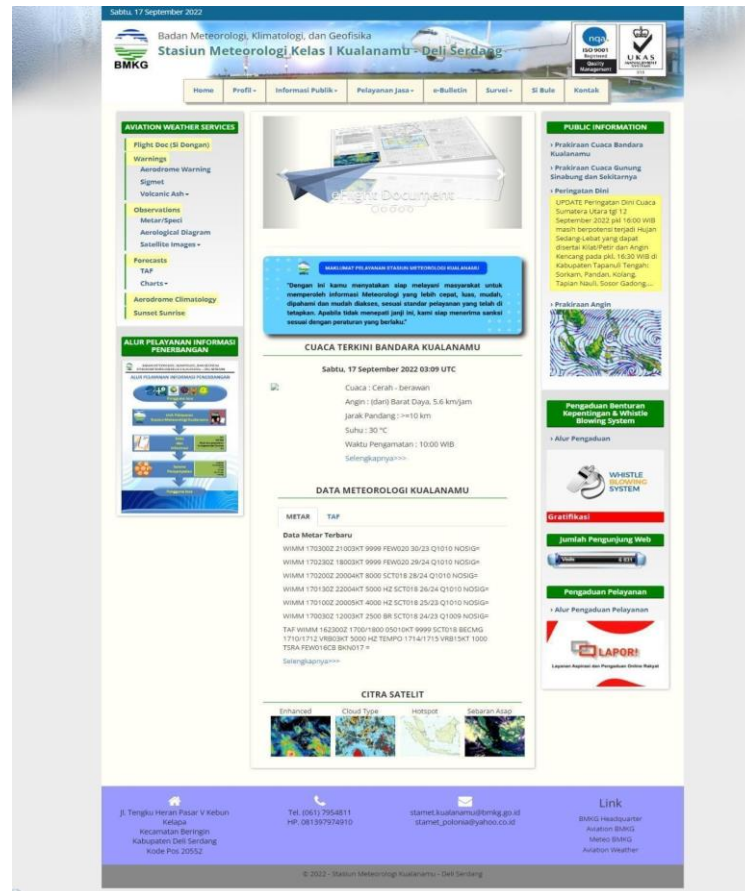 Sabtu, 17 September 2022
BMKG
Badan Meteorologi, Klimatologi, dan Geofisika
Stasiun Meteorologi Kelas I Kualanamu - Deli Serdang
nqa.
ISO 9001
Registered
Quality
Management
UKAS
Home
Profil
Informasi Publik
Pelayanan Jasa
e-Bulletin
Survei
Si Bule
Kontak
AVIATION WEATHER SERVICES
Flight Doc (Si Dongan)
Warnings
Aerodrome Warning
Sigmet
Volcanic Ash
Observations
Metar/Speci
Aerological Diagram
Satellite Images
Forecasts
TAF
Charts
Aerodrome Climatology
Sunset Sunrise
ALUR PELAYANAN INFORMASI
PENERBANGAN
eFlight Document
MAKLUMAT PELAYANAN STASIUN METEOROLOGI KUALANAMU
"Dengan ini kamu menyatakan siap melayani masyarakat untuk
memperoleh informasi Meteorologi yang lebih cepat, luas, mudah,
dipahami dan mudah diakses, sesuai standar pelayanan yang telah di
tetapkan. Apabila tidak menepati janji ini, kami siap menerima sanksi
sesuai dengan peraturan yang berlaku."
CUACA TERKINI BANDARA KUALANAMU
Sabtu, 17 September 2022 03:09 UTC
Cuaca : Cerah - berawan
Angin : (dari) Barat Daya, 5.6 km/jam
Jarak Pandang : >=10 km
Suhu : 30 °C
Waktu Pengamatan : 10:00 WIB
Selengkapnya>>>
DATA METEOROLOGI KUALANAMU
METAR TAF
Data Metar Terbaru
WIMM 170300Z 21003KT 9999 FEW020 30/23 Q1010 NOSIG=
WIMM 170230Z 18003KT 9999 FEW020 29/24 Q1010 NOSIG=
WIMM 170200Z 20004KT 8000 SCT018 28/24 Q1010 NOSIG=
WIMM 170130Z 22004KT 5000 HZ SCT018 26/24 Q1010 NOSIG=
WIMM 170100Z 20005KT 4000 HZ SCT018 25/23 Q1010 NOSIG=
WIMM 170030Z 12003KT 2500 BR SCT018 24/23 Q1009 NOSIG=
TAF WIMM 162300Z 1700/1800 05010KT 9999 SCT018 BECMG
1710/1712 VRB03KT 5000 HZ TEMPO 1714/1715 VRB15KT 1000
TSRA FEW016CB BKN017 =
Selengkapnya>>>
CITRA SATELIT
Enhanced
Cloud Type
Hotspot
Sebaran Asap
PUBLIC INFORMATION
› Prakiraan Cuaca Bandara
Kualanamu
› Prakiraan Cuaca Gunung
Sinabung dan Sekitarnya
› Peringatan Dini
UPDATE Peringatan Dini Cuaca
Sumatera Utara tgl 12
September 2022 pkl 16:00 WIB
masih berpotensi terjadi Hujan
Sedang-Lebat yang dapat
disertai Kilat/Petir dan Angin
Kencang pada pkl. 16:30 WIB di
Kabupaten Tapanuli Tengah:
Sorkam, Pandan, Kolang,
Tapian Nauli, Sosor Gadong,...
› Prakiraan Angin
Pengaduan Benturan
Kepentingan & Whistle
Blowing System
› Alur Pengaduan
WHISTLE
BLOWING
SYSTEM
Gratifikasi
Jumlah Pengunjung Web
Pengaduan Pelayanan
› Alur Pengaduan Pelayanan
LAPOR!
Layanan Aspirasi dan Pengaduan Online Rakyat
Jl. Tengku Heran Pasar V Kebun
Kelapa
Kecamatan Beringin
Kabupaten Deli Serdang
Kode Pos 20552
Tel. (061) 7954811
HP. 081397974910
stamet.kualanamu@bmkg.go.id
stamet_polonia@yahoo.co.id
Link
BMKG Headquarter
Aviation BMKG
Meteo BMKG
Aviation Weather
© 2022 - Stasiun Meteorologi Kualanamu - Deli Serdang